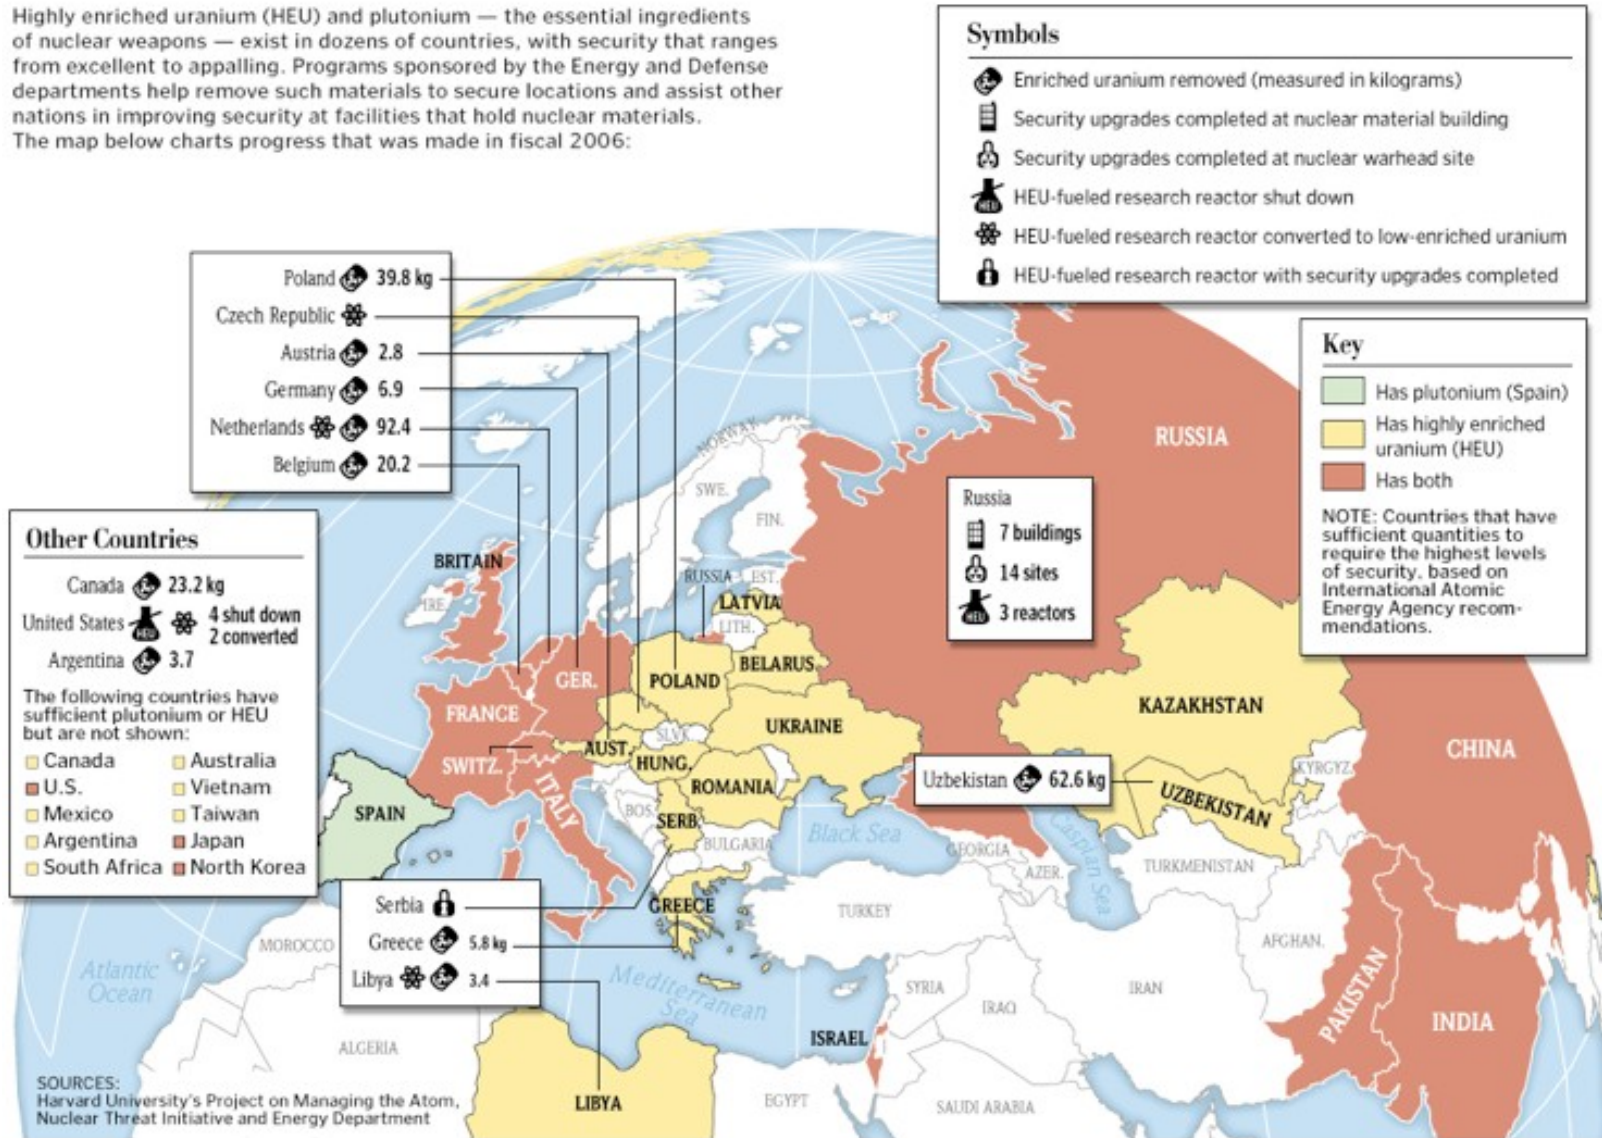 Highly enriched uranium (HEU) and plutonium — the essential ingredients
of nuclear weapons — exist in dozens of countries, with security that ranges
from excellent to appalling. Programs sponsored by the Energy and Defense
departments help remove such materials to secure locations and assist other
nations in improving security at facilities that hold nuclear materials.
The map below charts progress that was made in fiscal 2006:
Symbols
Enriched uranium removed (measured in kilograms)
Security upgrades completed at nuclear material building
Security upgrades completed at nuclear warhead site
HEU-fueled research reactor shut down
HEU
HEU-fueled research reactor converted to low-enriched uranium
HEU-fueled research reactor with security upgrades completed
Key
Has plutonium (Spain)
Has highly enriched
uranium (HEU)
Has both
NOTE: Countries that have
sufficient quantities to
require the highest levels
of security, based on
International Atomic
Energy Agency recom-
mendations.
Poland 39.8 kg
Czech Republic
Austria 2.8
Germany 6.9
Netherlands 92.4
Belgium 20.2
Other Countries
Canada 23.2 kg
United States HEU 4 shut down
2 converted
Argentina 3.7
The following countries have
sufficient plutonium or HEU
but are not shown:
Canada
U.S.
Mexico
Argentina
South Africa
Australia
Vietnam
Taiwan
Japan
North Korea
Russia
7 buildings
14 sites
HEU 3 reactors
Uzbekistan 62.6 kg
Serbia
Greece 5.8 kg
Libya 3.4
RUSSIA
NORWAY
SWE.
FIN.
BRITAIN
IRE.
RUSSIA
EST.
LATVIA
LITH.
BELARUS
POLAND
GER.
FRANCE
UKRAINE
KAZAKHSTAN
CHINA
SLVK.
AUST.
HUNG.
SWITZ.
ITALY
ROMANIA
SPAIN
BOS.
SERB.
BULGARIA
Black Sea
GEORGIA
AZER.
Caspian Sea
UZBEKISTAN
KYRGYZ.
TURKMENISTAN
GREECE
TURKEY
AFGHAN.
MOROCCO
Atlantic
Ocean
Mediterranean
Sea
SYRIA
IRAQ
IRAN
PAKISTAN
INDIA
ISRAEL
ALGERIA
LIBYA
EGYPT
SAUDI ARABIA
SOURCES:
Harvard University's Project on Managing the Atom,
Nuclear Threat Initiative and Energy Department